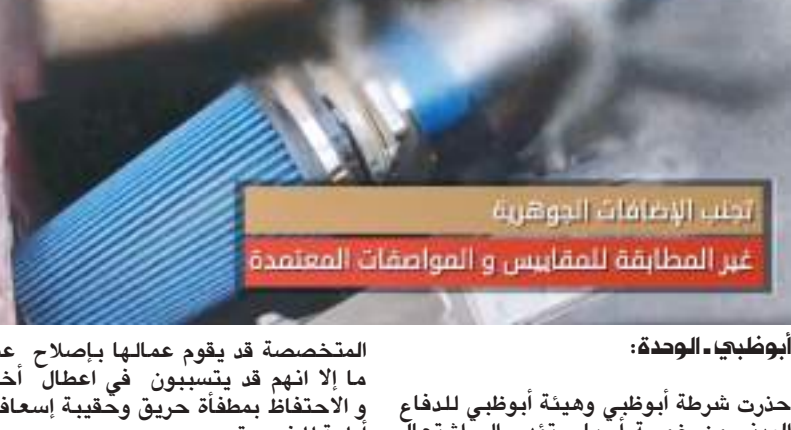 تجنب الإضافات الجوهرية
غير المطابقة للمقاييس و المواصفات المعتمدة
أبوظبي ـ الوحدة:
حذرت شرطة أبوظبي وهيئة أبوظبي للدفاع
المتخصصة قد يقوم عمالها بإصلاح
ما إلا انهم قد يتسببون في اعطال
و الاحتفاظ بمطفأة حريق وحقيبة